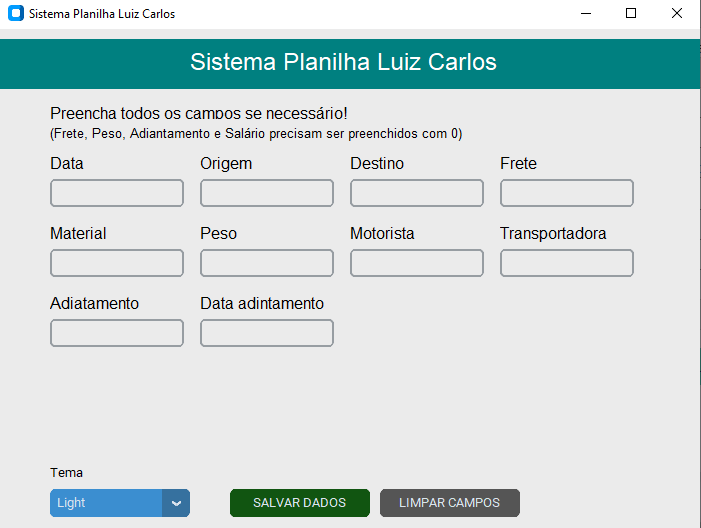 Sistema Planilha Luiz Carlos
Sistema Planilha Luiz Carlos
Preencha todos os campos se necessário!
(Frete, Peso, Adiantamento e Salário precisam ser preenchidos com 0)
Data Origem Destino Frete
Material Peso Motorista Transportadora
Adiatamento Data adintamento
Tema
Light SALVAR DADOS LIMPAR CAMPOS